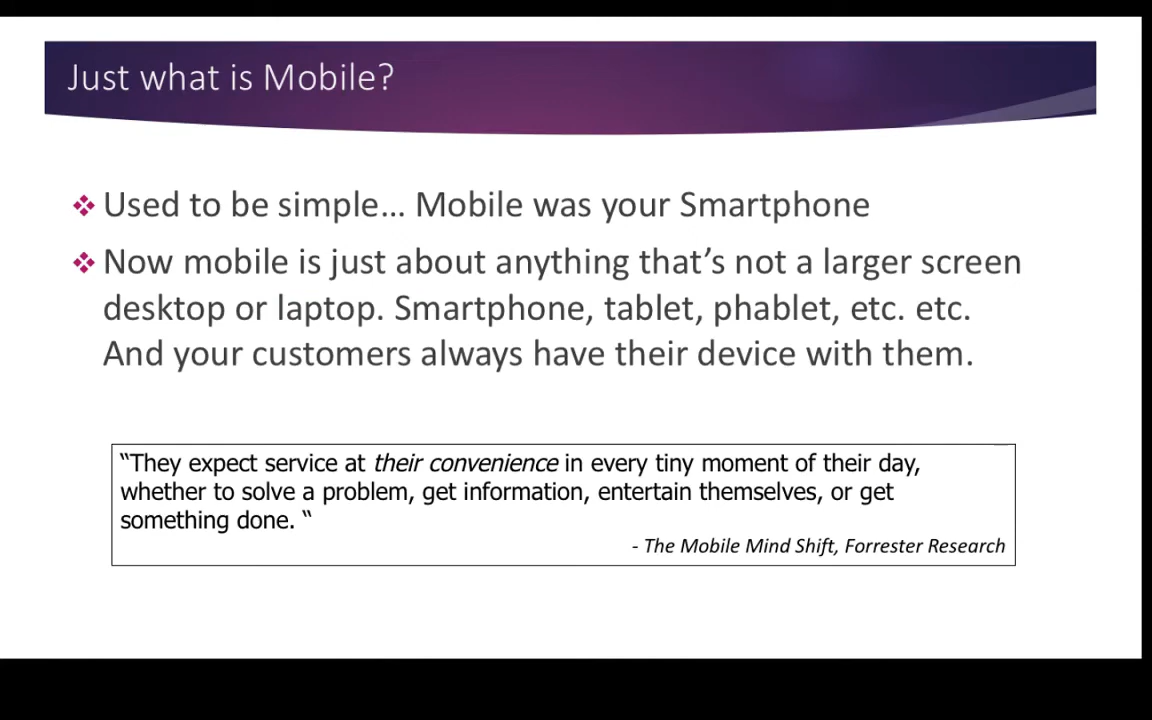 Just what is Mobile?
❖ Used to be simple… Mobile was your Smartphone
❖ Now mobile is just about anything that’s not a larger screen
desktop or laptop. Smartphone, tablet, phablet, etc. etc.
And your customers always have their device with them.
“They expect service at their convenience in every tiny moment of their day,
whether to solve a problem, get information, entertain themselves, or get
something done. “
- The Mobile Mind Shift, Forrester Research